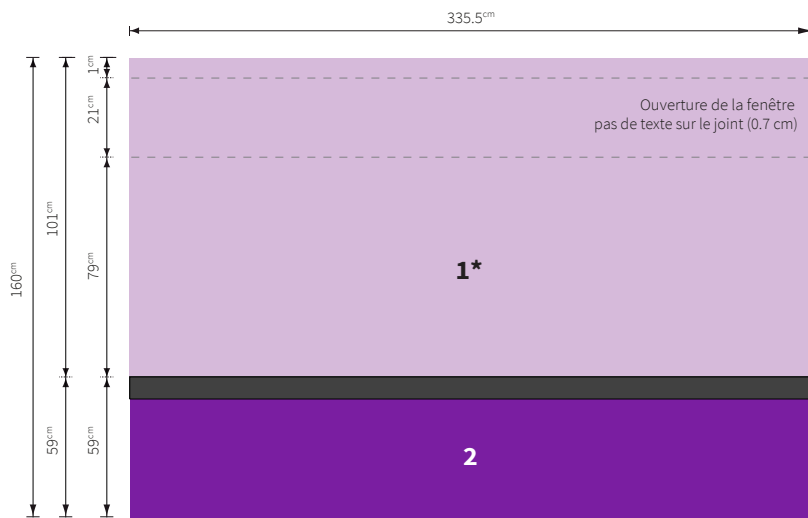 335.5cm
1cm
21cm
Ouverture de la fenêtre
pas de texte sur le joint (0.7 cm)
101cm
79cm
160cm
1*
59cm
59cm
2